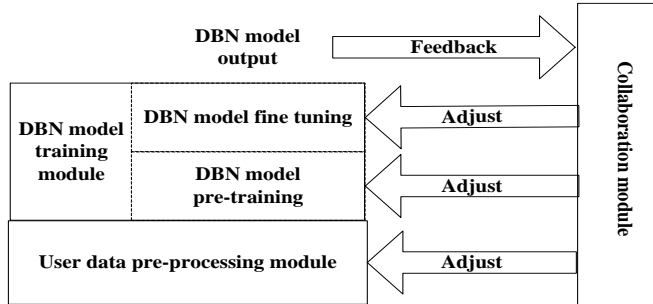 DBN model
output
Feedback
DBN model
training
module
DBN model fine tuning
Adjust
DBN model
pre-training
Adjust
User data pre-processing module
Adjust
Collaboration module